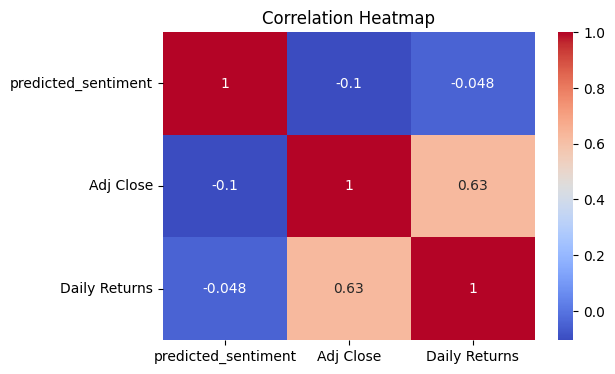 Correlation Heatmap
predicted_sentiment
1
-0.1
-0.048
Adj Close
-0.1
1
0.63
Daily Returns
-0.048
0.63
1
predicted_sentiment
Adj Close
Daily Returns
1.0
0.8
0.6
0.4
0.2
0.0